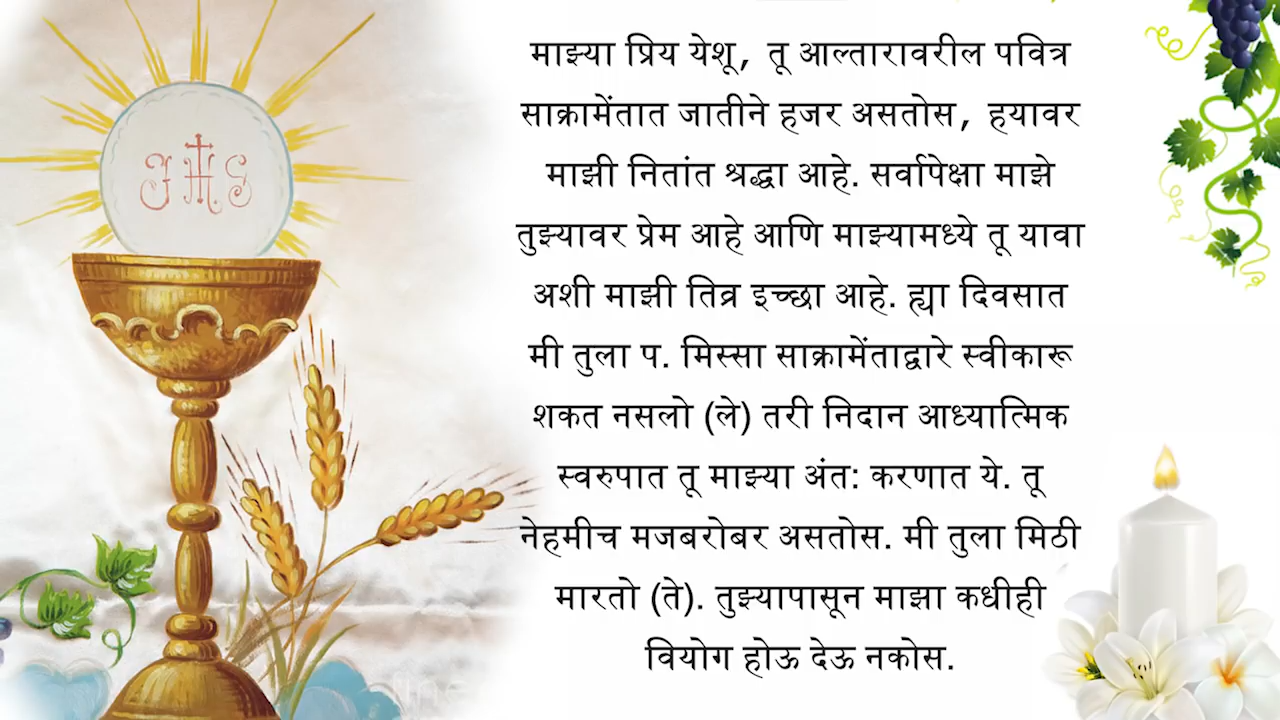 JHS
माझ्या प्रिय येशू, तू आल्तारावरील पवित्र
साक्रामेंतात जातीने हजर असतोस, हयावर
माझी नितांत श्रद्धा आहे. सर्वापेक्षा माझे
तुझ्यावर प्रेम आहे आणि माझ्यामध्ये तू यावा
अशी माझी तिव्र इच्छा आहे. ह्या दिवसात
मी तुला प. मिस्सा साक्रामेंताद्वारे स्वीकारू
शकत नसलो (ले) तरी निदान आध्यात्मिक
स्वरुपात तू माझ्या अंत: करणात ये. तू
नेहमीच मजबरोबर असतोस. मी तुला मिठी
मारतो (ते). तुझ्यापासून माझा कधीही
वियोग होऊ देऊ नकोस.